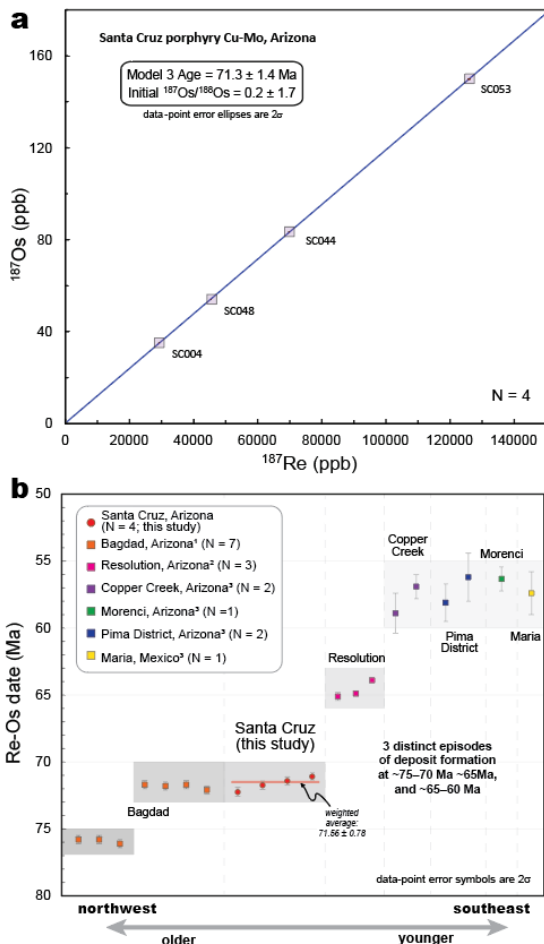 a
Santa Cruz porphyry Cu-Mo, Arizona
Model 3 Age = 71.3 ± 1.4 Ma
Initial ¹⁸⁷Os/¹⁸⁸Os = 0.2 ± 1.7
data-point error ellipses are 2σ
160
120
80
40
0
¹⁸⁷Os (ppb)
SC053
SC044
SC048
SC004
N = 4
0
20000
40000
60000
80000
100000
120000
140000
¹⁸⁷Re (ppb)
b
50
55
60
65
70
75
80
Re-Os date (Ma)
Santa Cruz, Arizona
(N = 4; this study)
Bagdad, Arizona¹ (N = 7)
Resolution, Arizona² (N = 3)
Copper Creek, Arizona³ (N = 2)
Morenci, Arizona³ (N =1)
Pima District, Arizona³ (N = 2)
Maria, Mexico³ (N = 1)
Copper
Creek
Morenci
Pima
District
Maria
Resolution
Santa Cruz
(this study)
Bagdad
weighted
average:
71.56 ± 0.78
3 distinct episodes
of deposit formation
at ~75–70 Ma ~65Ma,
and ~65–60 Ma
data-point error symbols are 2σ
northwest
southeast
older
younger